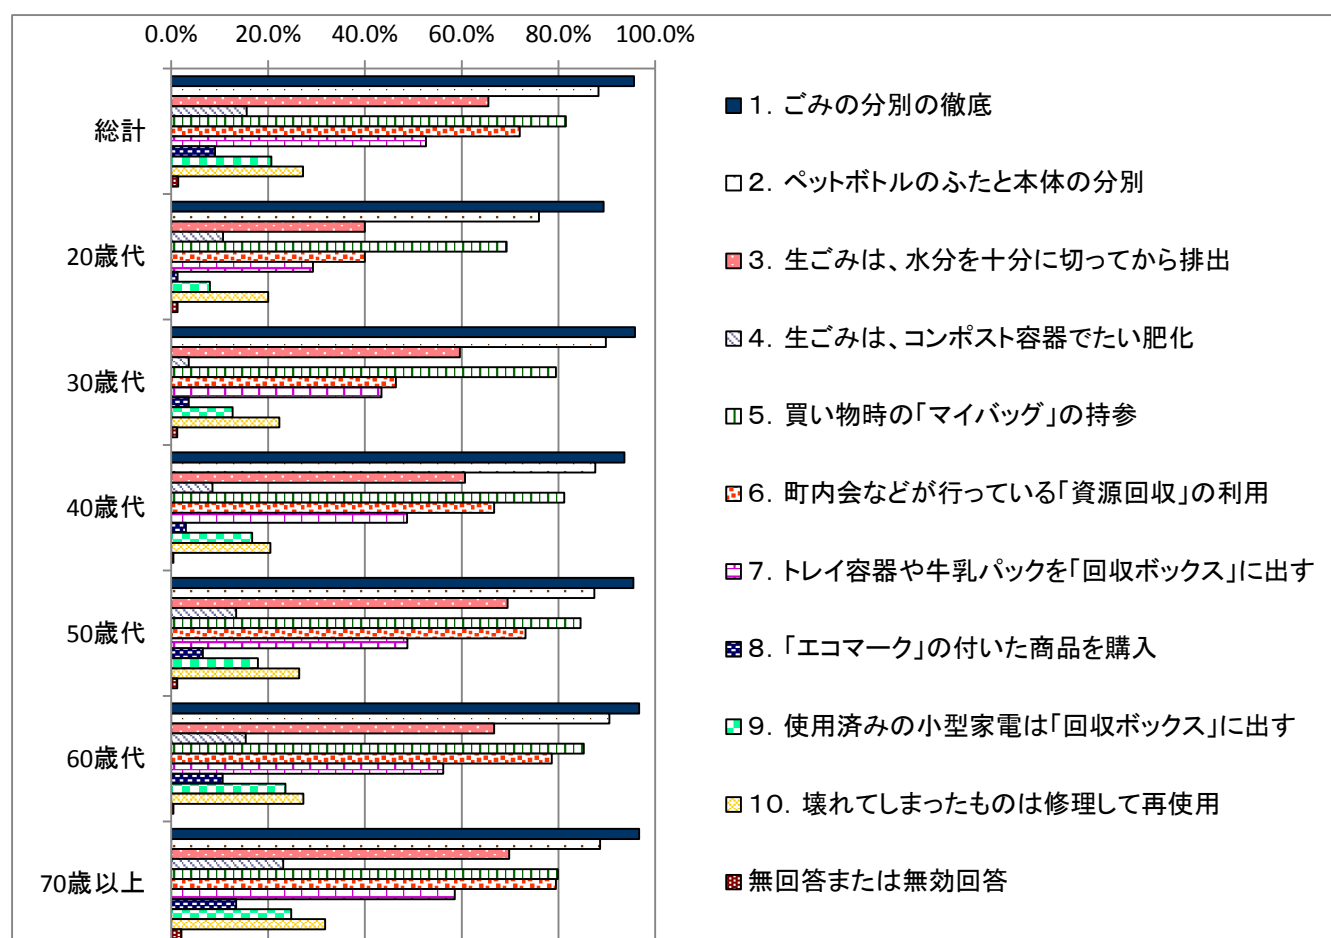 0.0% 20.0% 40.0% 60.0% 80.0% 100.0%
総計
20歳代
30歳代
40歳代
50歳代
60歳代
70歳以上
１．ごみの分別の徹底
２．ペットボトルのふたと本体の分別
３．生ごみは、水分を十分に切ってから排出
４．生ごみは、コンポスト容器でたい肥化
５．買い物時の「マイバッグ」の持参
６．町内会などが行っている「資源回収」の利用
７．トレイ容器や牛乳パックを「回収ボックス」に出す
８．「エコマーク」の付いた商品を購入
９．使用済みの小型家電は「回収ボックス」に出す
１０．壊れてしまったものは修理して再使用
無回答または無効回答